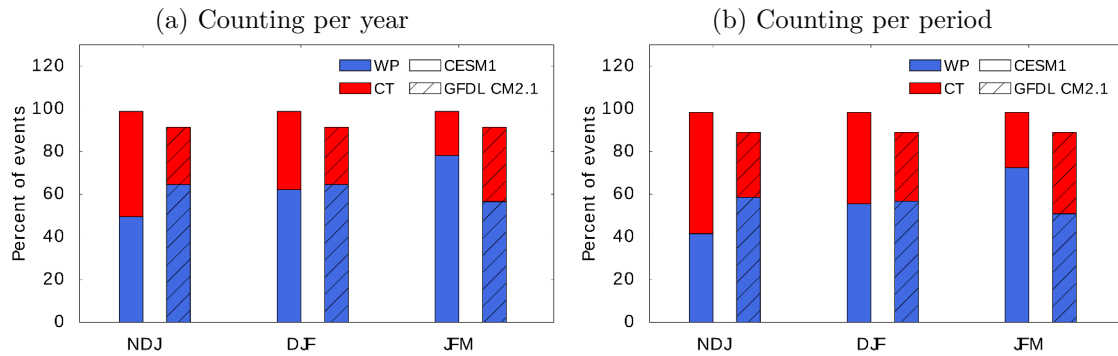 (a) Counting per year
Percent of events
120
100
80
60
40
20
0
WP
CESM1
CT
GFDL CM2.1
NDJ
DJF
JFM
(b) Counting per period
Percent of events
120
100
80
60
40
20
0
WP
CESM1
CT
GFDL CM2.1
NDJ
DJF
JFM